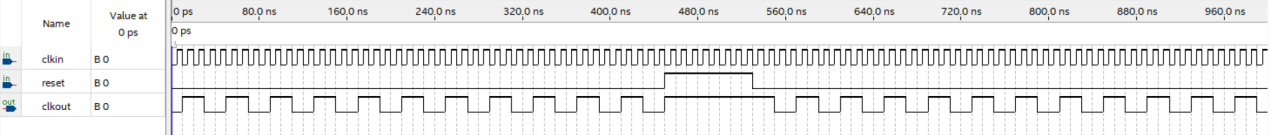 Name Value at 0 ps
0 ps 80.0 ns 160.0 ns 240.0 ns 320.0 ns 400.0 ns 480.0 ns 560.0 ns 640.0 ns 720.0 ns 800.0 ns 880.0 ns 960.0 ns
0 ps
in clkin B 0
in reset B 0
out clkout B 0